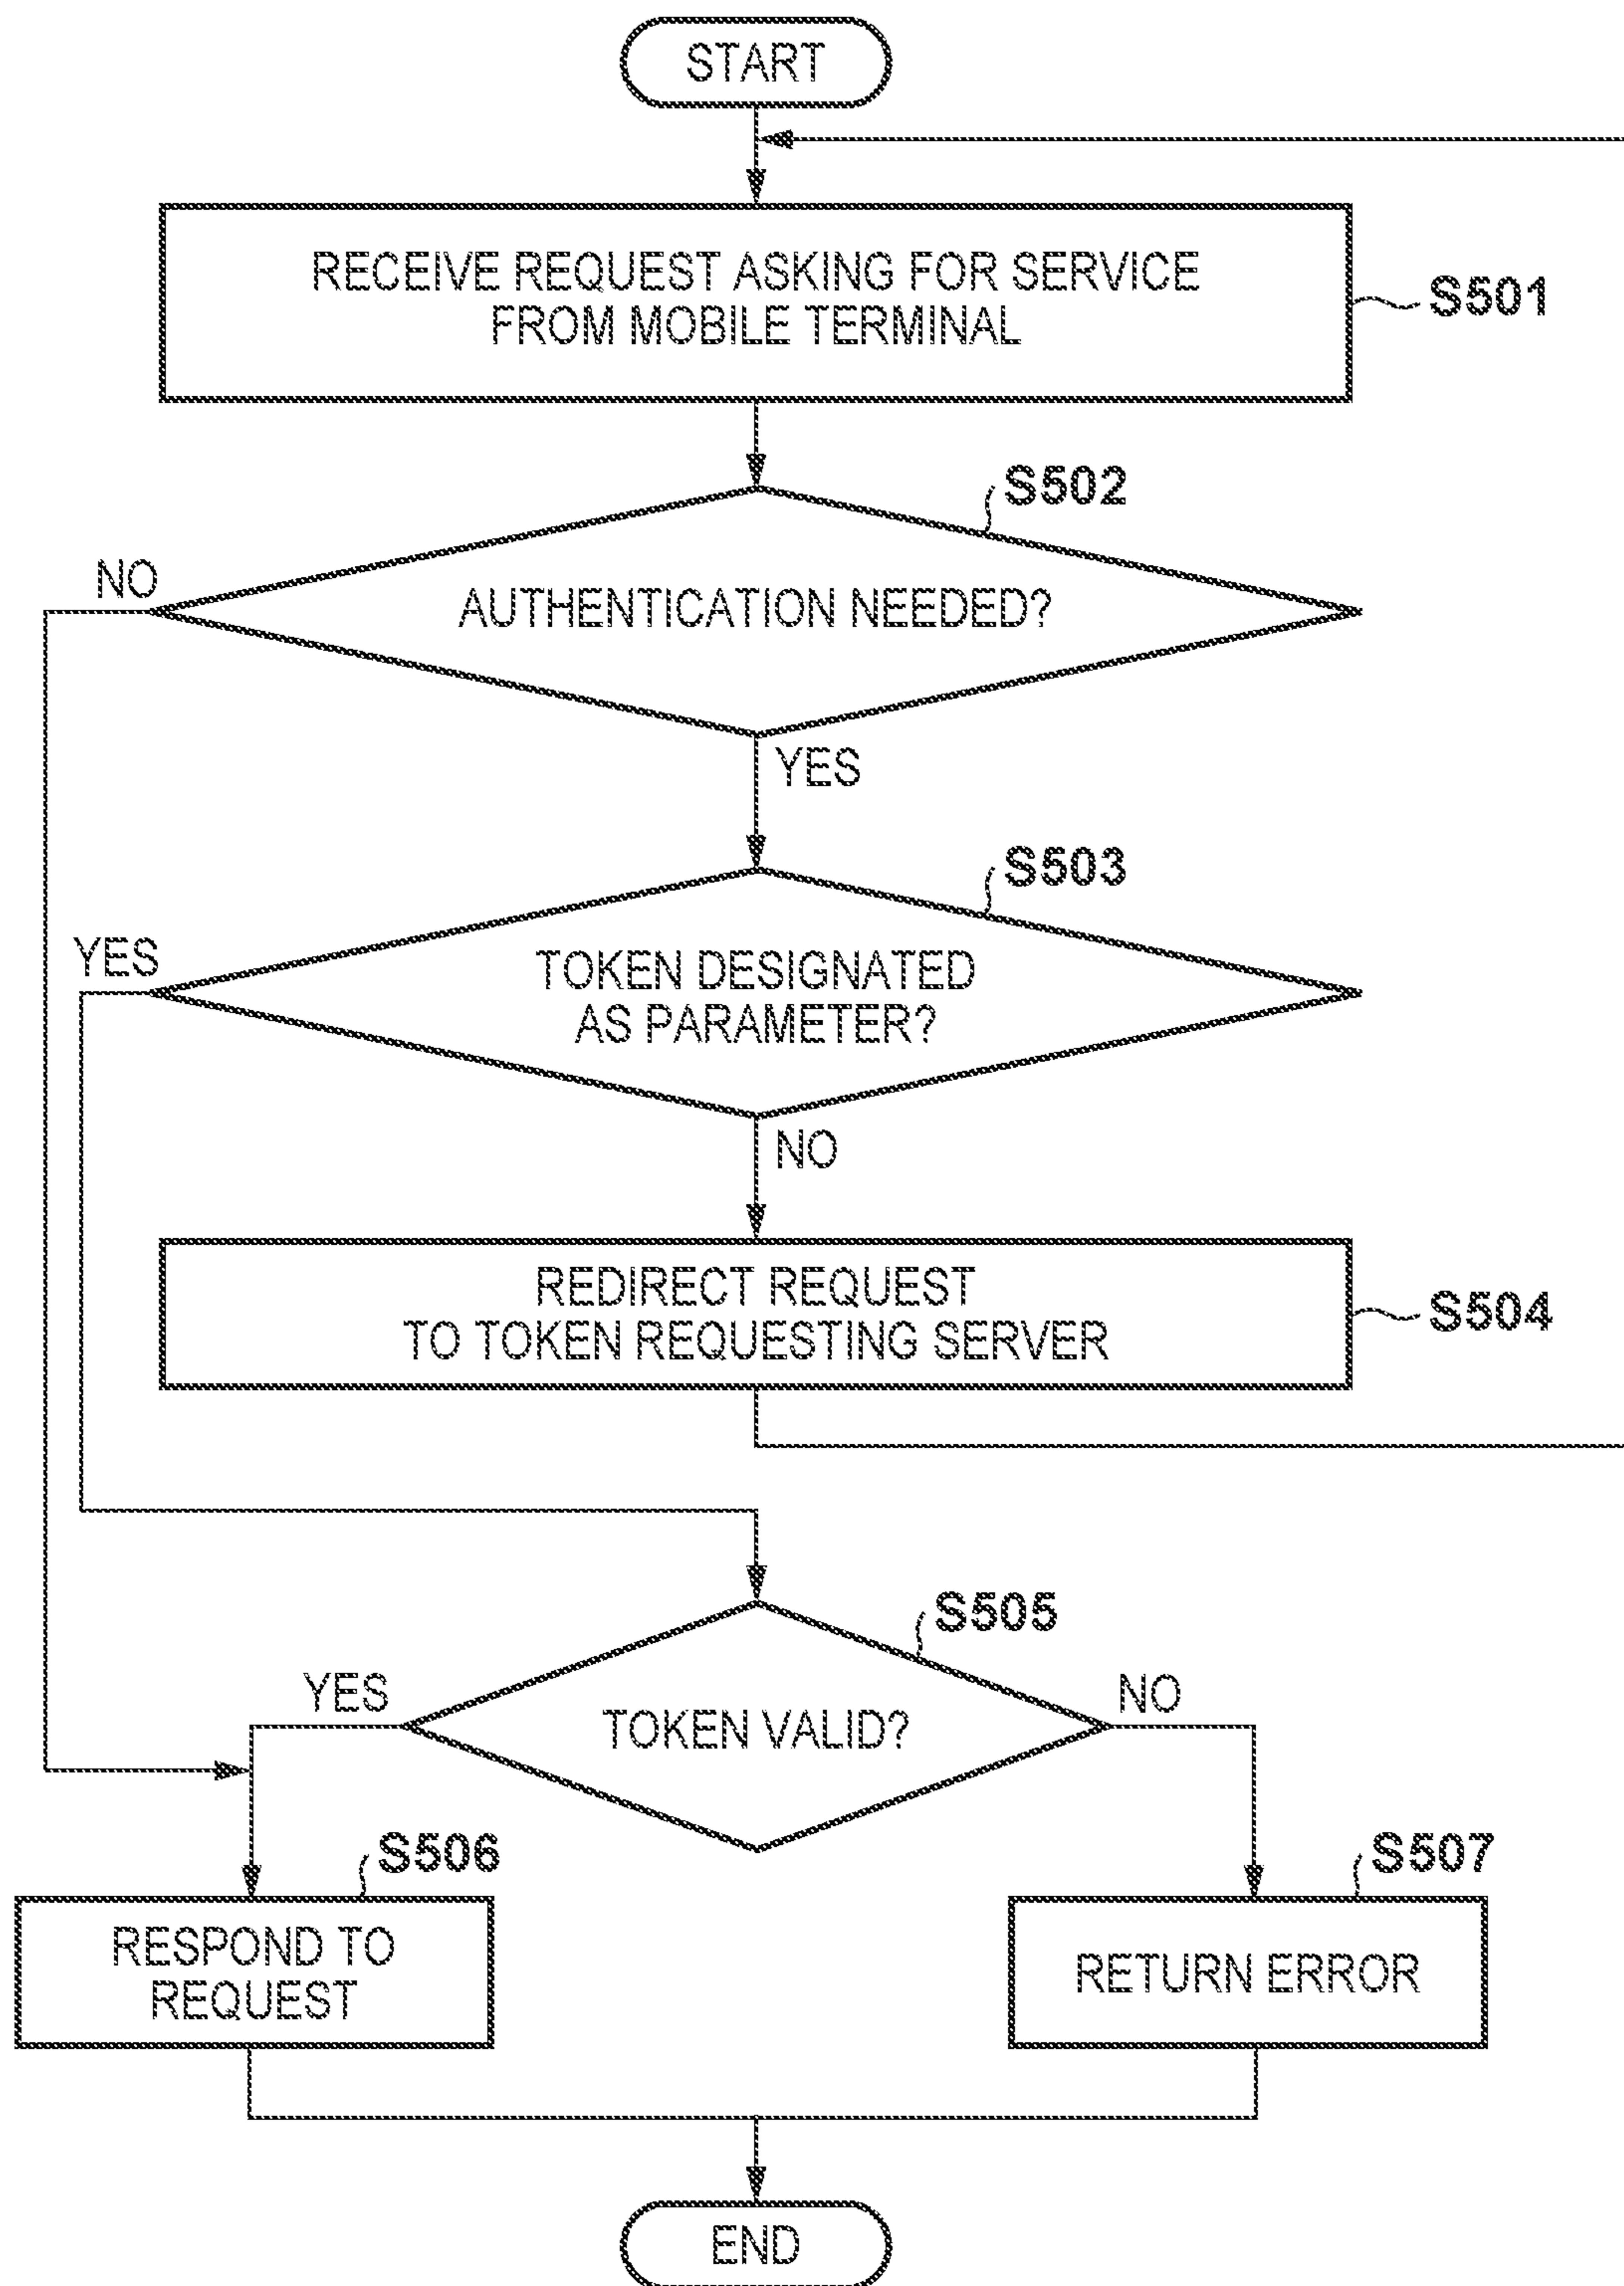 START
RECEIVE REQUEST ASKING FOR SERVICE
FROM MOBILE TERMINAL
S501
S502
NO
AUTHENTICATION NEEDED?
YES
S503
YES
TOKEN DESIGNATED
AS PARAMETER?
NO
REDIRECT REQUEST
TO TOKEN REQUESTING SERVER
S504
S505
YES
NO
TOKEN VALID?
S506
S507
RESPOND TO
REQUEST
RETURN ERROR
END